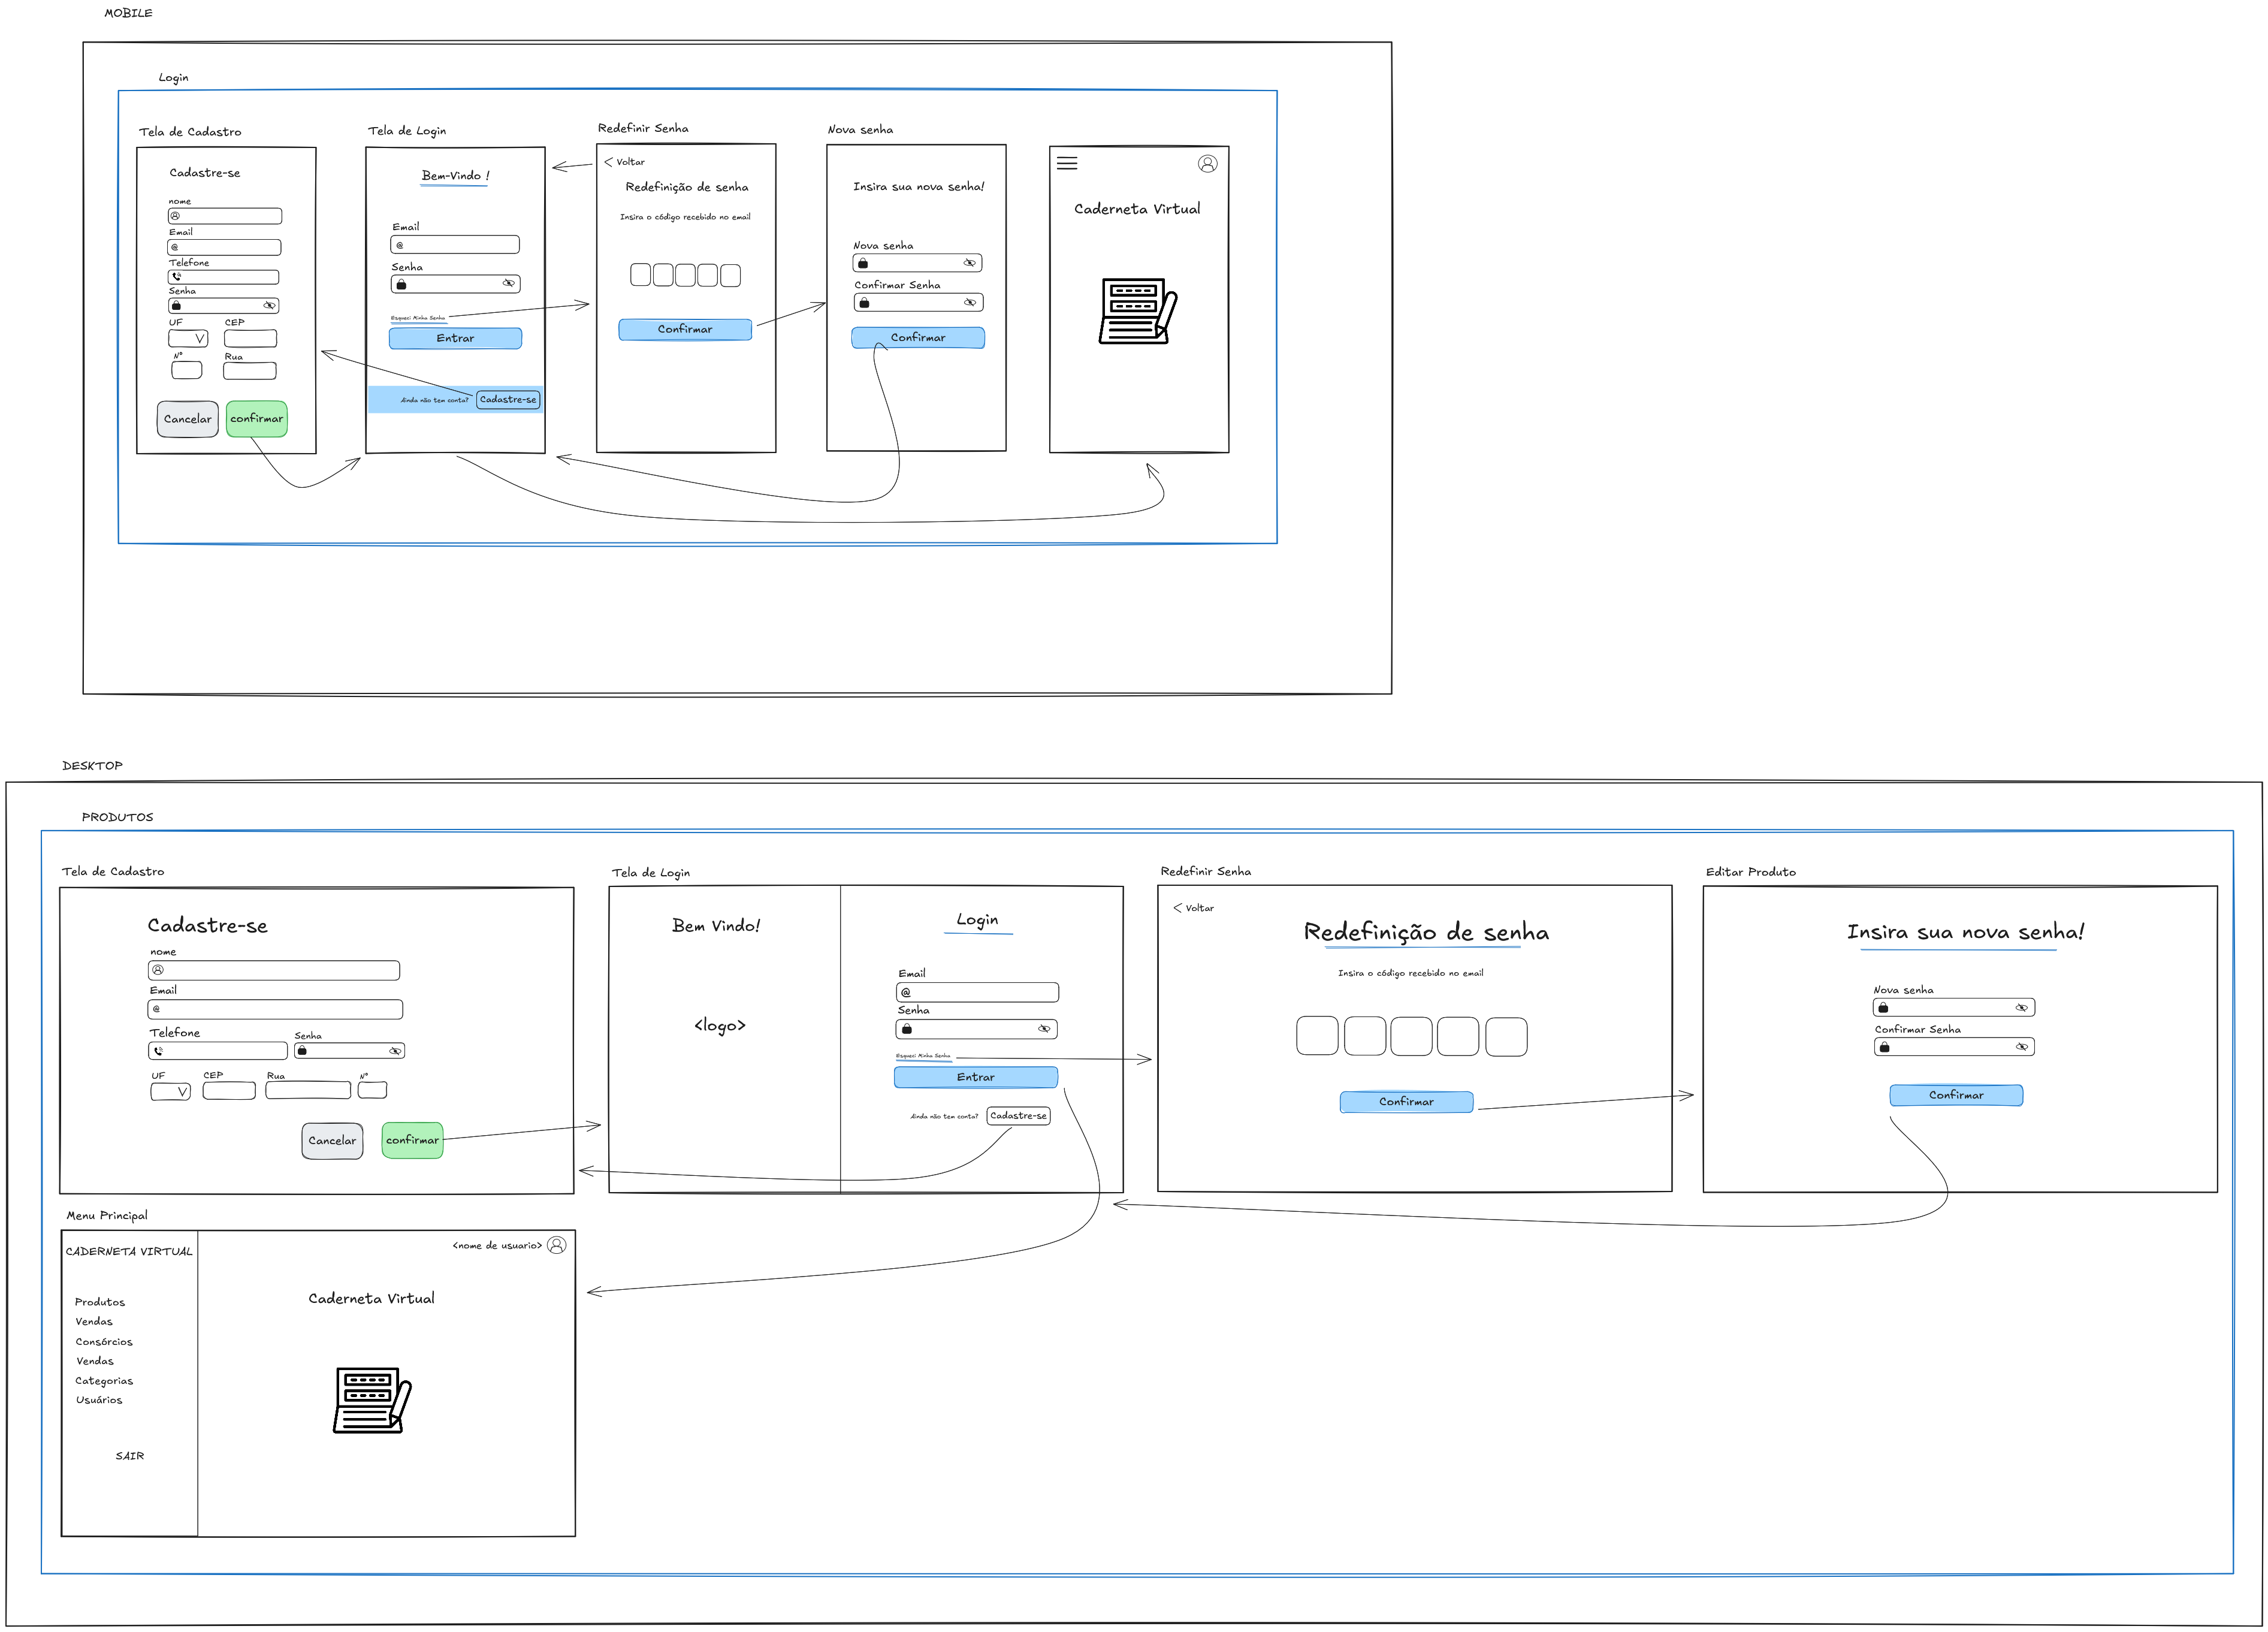 MOBILE
Login
Tela de Cadastro
Cadastre-se
nome
Email
@
Telefone
Senha
UF
CEP
V
Nº
Rua
Cancelar
confirmar
Tela de Login
Bem-Vindo !
Email
@
Senha
Esqueci Minha Senha
Entrar
Ainda não tem conta?
Cadastre-se
Redefinir Senha
< Voltar
Redefinição de senha
Insira o código recebido no email
Confirmar
Nova senha
Insira sua nova senha!
Nova senha
Confirmar Senha
Confirmar
Caderneta Virtual
DESKTOP
PRODUTOS
Tela de Cadastro
Cadastre-se
nome
Email
@
Telefone
Senha
UF
CEP
Rua
Nº
V
Cancelar
confirmar
Tela de Login
Bem Vindo!
<logo>
Login
Email
@
Senha
Esqueci Minha Senha
Entrar
Ainda não tem conta?
Cadastre-se
Redefinir Senha
< Voltar
Redefinição de senha
Insira o código recebido no email
Confirmar
Editar Produto
Insira sua nova senha!
Nova senha
Confirmar Senha
Confirmar
Menu Principal
CADERNETA VIRTUAL
Produtos
Vendas
Consórcios
Vendas
Categorias
Usuários
SAIR
<nome de usuario>
Caderneta Virtual